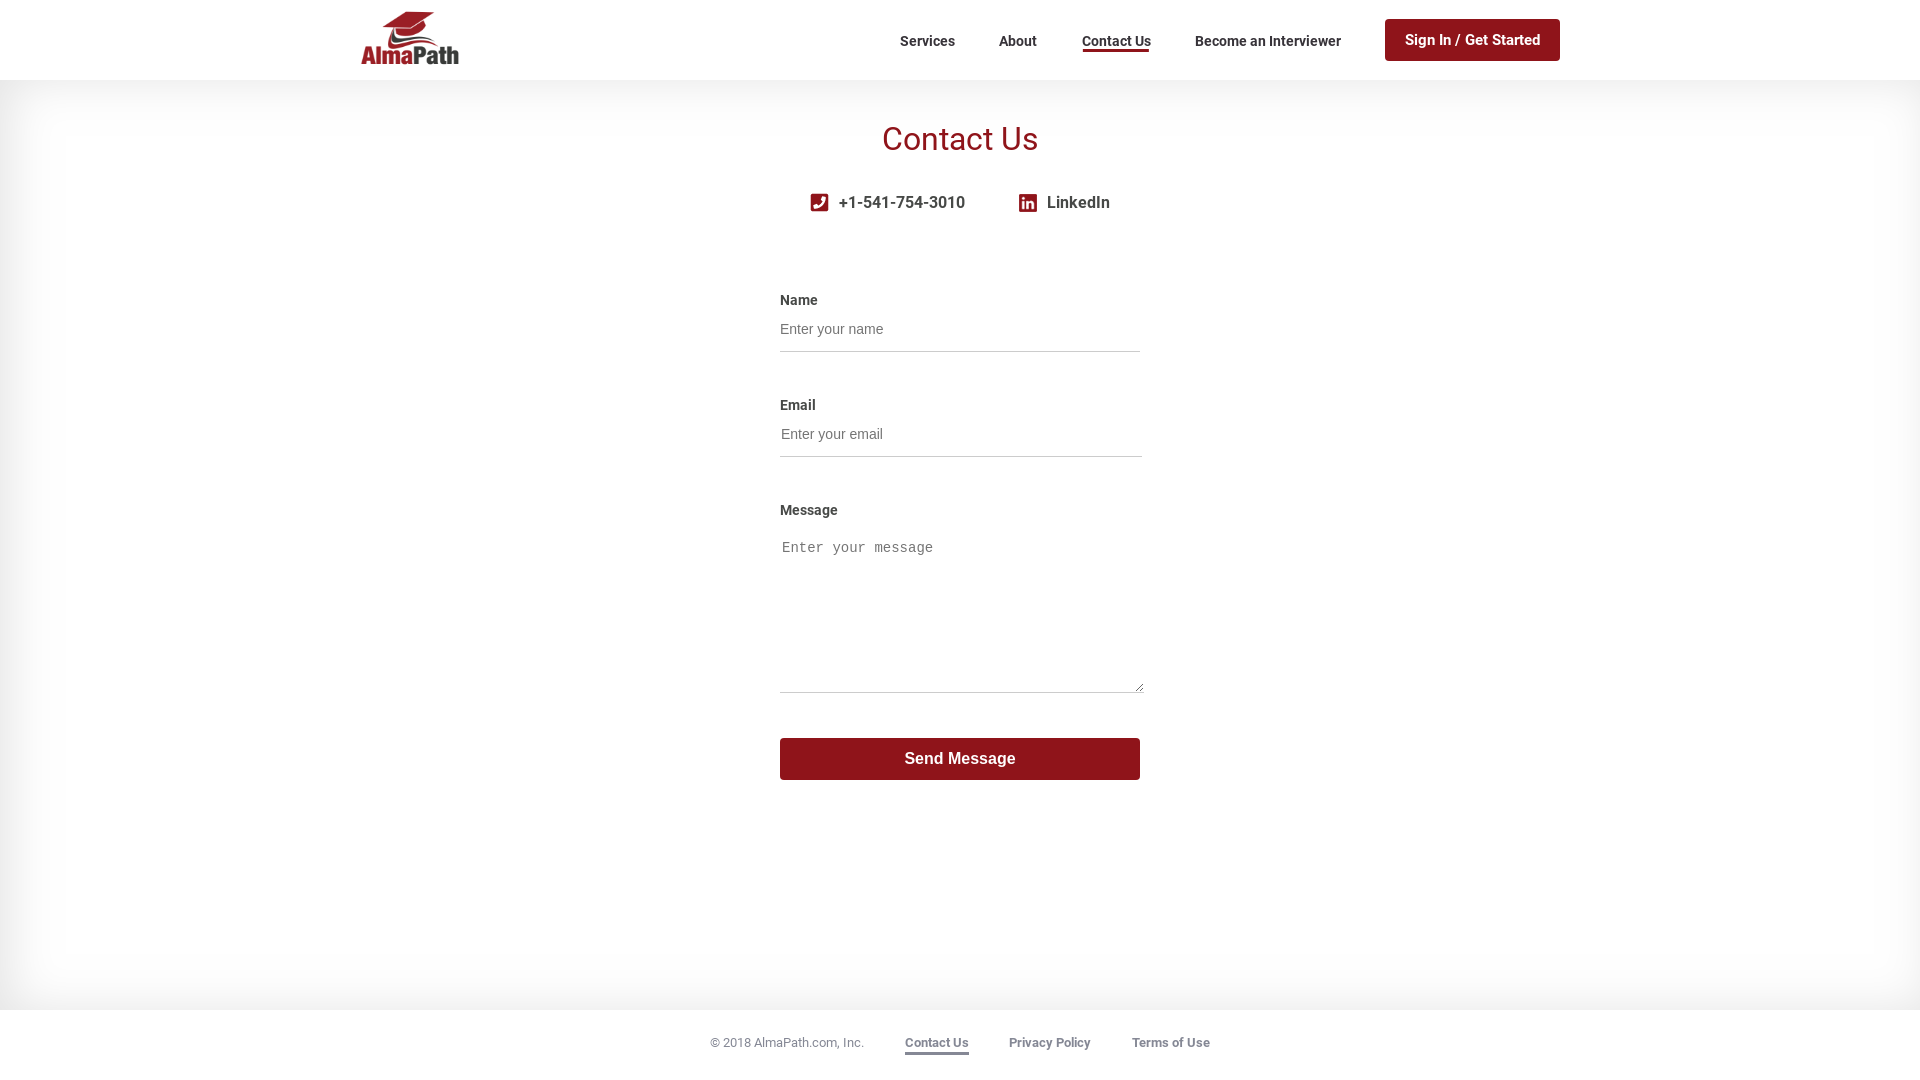 AlmaPath
Services
About
Contact Us
Become an Interviewer
Sign In / Get Started
Contact Us
+1-541-754-3010
LinkedIn
Name
Enter your name
Email
Enter your email
Message
Enter your message
Send Message
© 2018 AlmaPath.com, Inc.
Contact Us
Privacy Policy
Terms of Use